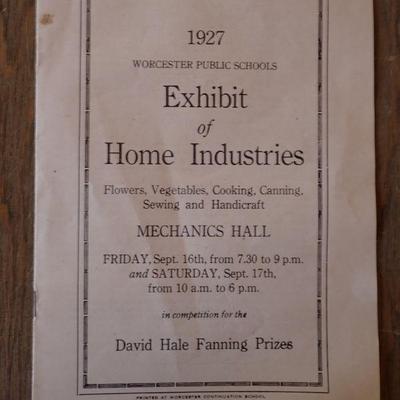 1927
WORCESTER PUBLIC SCHOOLS
Exhibit
of
Home Industries
Flowers, Vegetables, Cooking, Canning,
Sewing and Handicraft
MECHANICS HALL
FRIDAY, Sept. 16th, from 7.30 to 9 p.m.
and SATURDAY, Sept. 17th,
from 10 a.m. to 6 p.m.
in competition for the
David Hale Fanning Prizes
PRINTED AT WORCESTER CONTINUATION SCHOOL